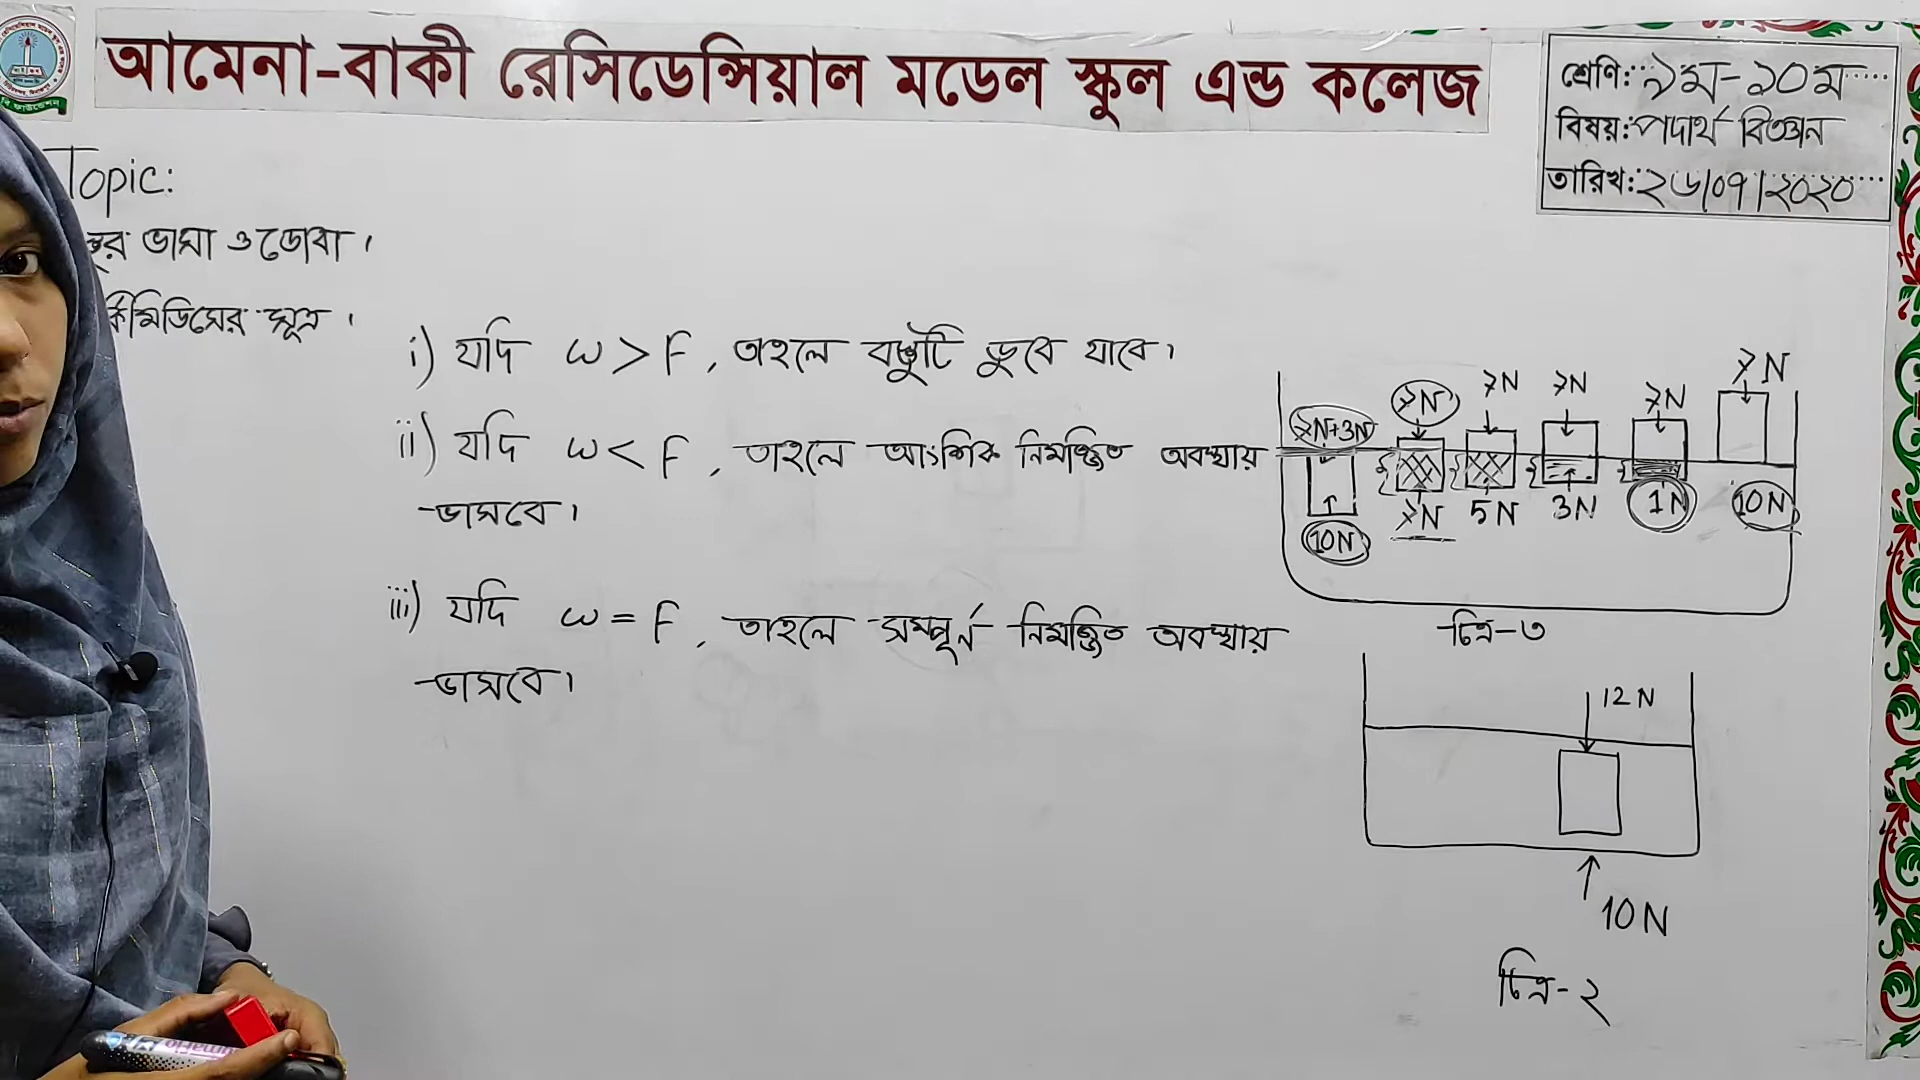 আমেনা-বাকী রেসিডেন্সিয়াল মডেল স্কুল এন্ড কলেজ
শ্রেণি: ৯ম-১০ম
বিষয়: পদার্থ বিজ্ঞান
তারিখ: ২৬/০৭/২০২০
Topic:
ভাসা ও ডোবা।
সূত্র।
i) যদি W > F, তাহলে বস্তুটি ডুবে যাবে।
ii) যদি W < F, তাহলে আংশিক নিমজ্জিত অবস্থায়
ভাসবে।
iii) যদি W = F, তাহলে সম্পূর্ন নিমজ্জিত অবস্থায়
ভাসবে।
7N+3N 7N 7N 7N 7N 7N
10N 7N 5N 3N 1N 10N
চিত্র-৩
12 N
10 N
চিত্র-২